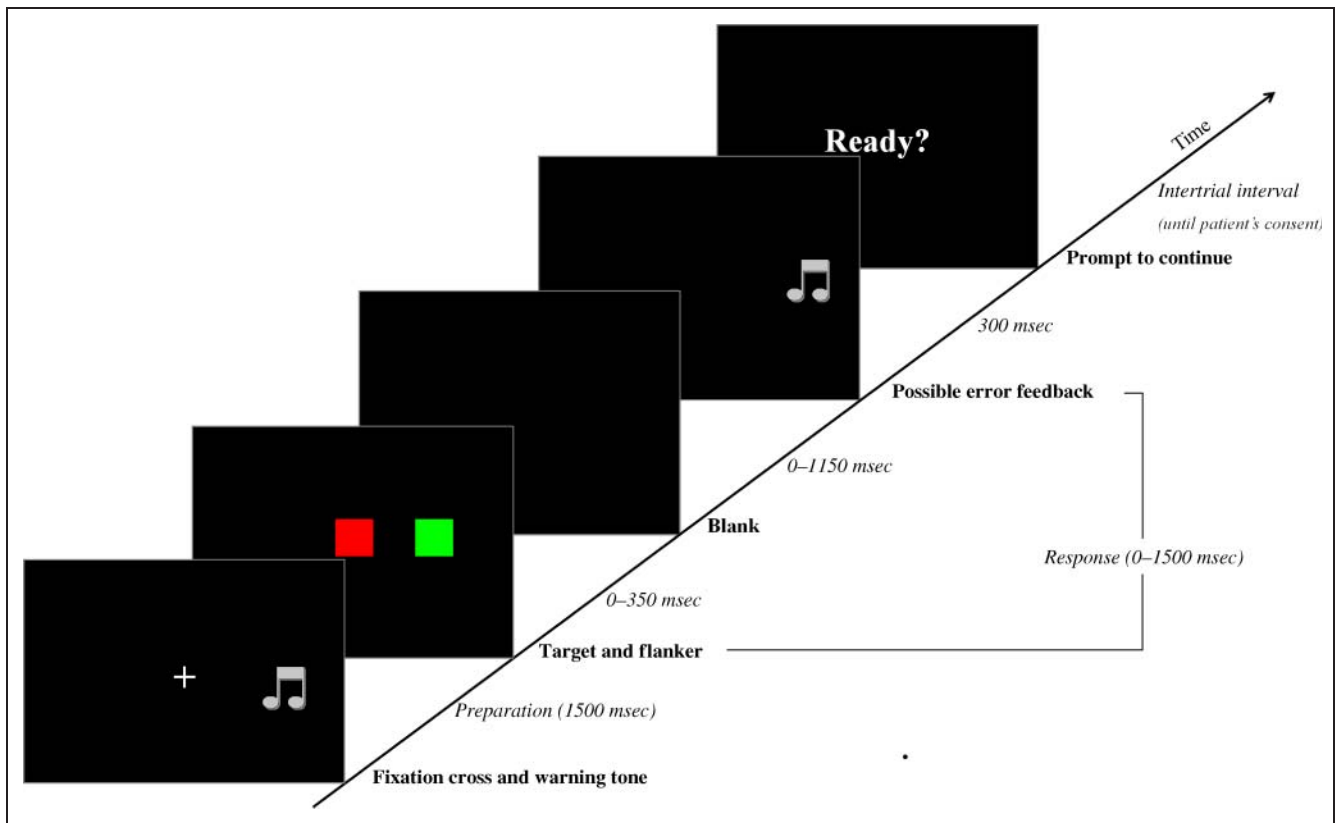 Ready?
Time
Intertrial interval
(until patient's consent)
Prompt to continue
300 msec
Possible error feedback
0–1150 msec
Blank
Response (0–1500 msec)
0–350 msec
Target and flanker
Preparation (1500 msec)
Fixation cross and warning tone